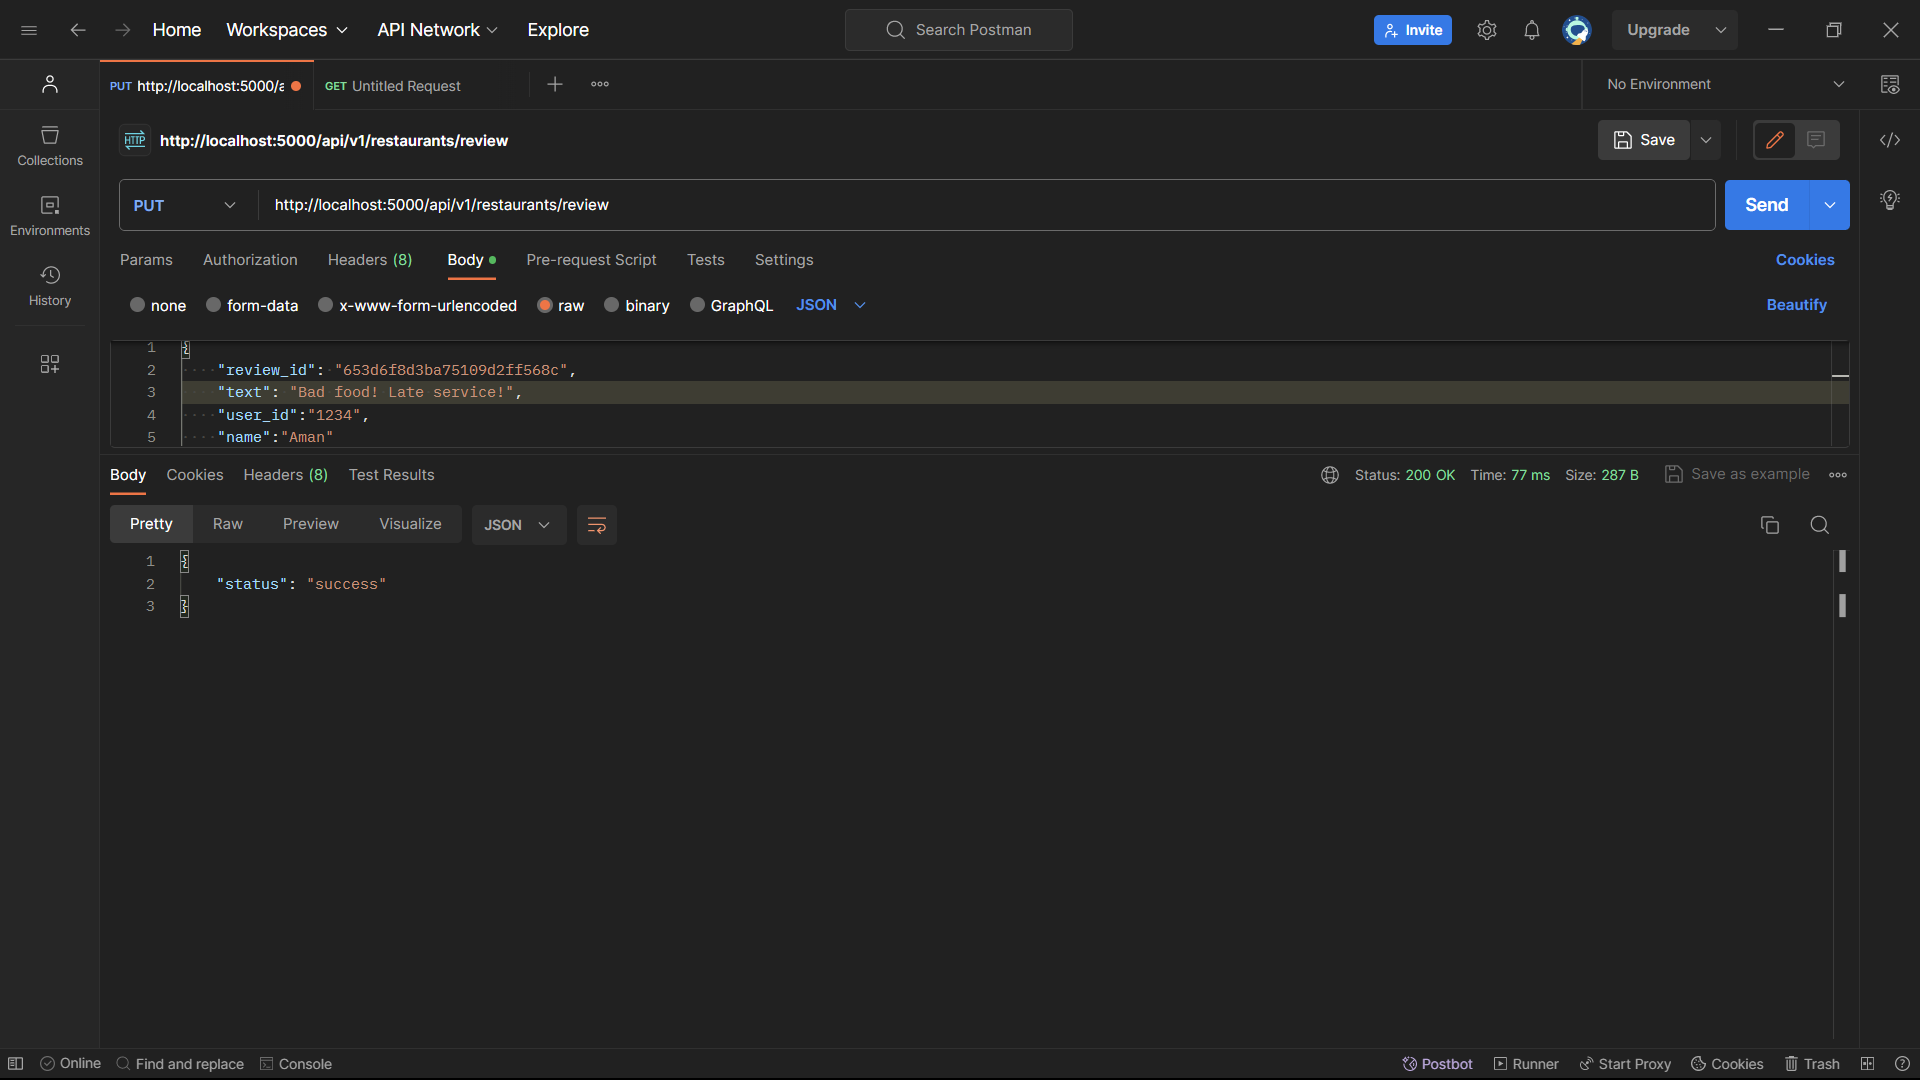 Home Workspaces API Network Explore Search Postman Invite Upgrade
PUT http://localhost:5000/a GET Untitled Request No Environment
HTTP http://localhost:5000/api/v1/restaurants/review Save
Collections
PUT http://localhost:5000/api/v1/restaurants/review Send
Environments
Params Authorization Headers (8) Body Pre-request Script Tests Settings Cookies
History
none form-data x-www-form-urlencoded raw binary GraphQL JSON Beautify
1 {
2 "review_id": "653d6f8d3ba75109d2ff568c",
3 "text": "Bad food! Late service!",
4 "user_id":"1234",
5 "name":"Aman"
Body Cookies Headers (8) Test Results Status: 200 OK Time: 77 ms Size: 287 B Save as example
Pretty Raw Preview Visualize JSON
1 {
2 "status": "success"
3 }
Online Find and replace Console Postbot Runner Start Proxy Cookies Trash